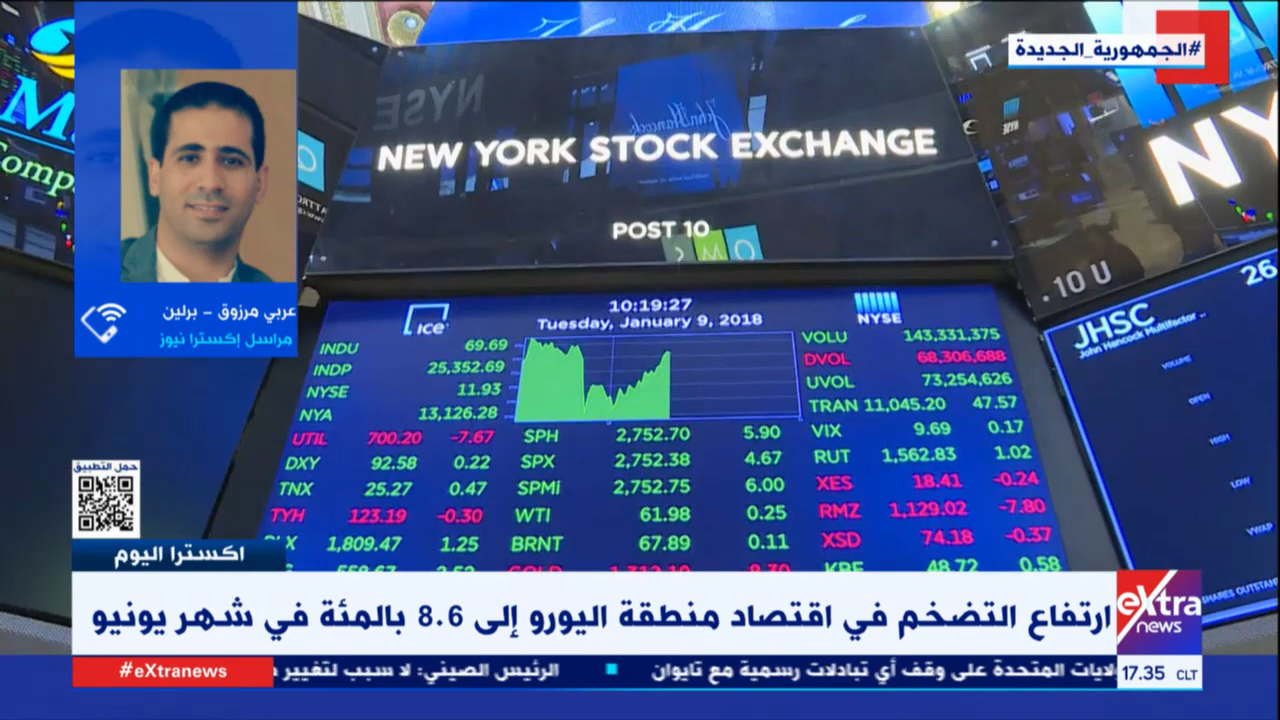 #الجمهورية_الجديدة
NYSE
NEW YORK STOCK EXCHANGE
POST 10
عربي مرزوق - برلين
مراسل إكسترا نيوز
ICE
10:19:27
Tuesday, January 9, 2018
NYSE
INDU 69.69
INDP 25,352.69
NYSE 11.93
NYA 13,126.28
UTIL 700.20 -7.67
DXY 92.58 0.22
TNX 25.27 0.47
TYH 123.19 -0.30
1,809.47 1.25
SPH 2,752.70 5.90
SPX 2,752.38 4.67
SPMi 2,752.75 6.00
WTI 61.98 0.25
BRNT 67.89 0.11
VOLU 143,331,375
DVOL 68,306,688
UVOL 73,254,626
TRAN 11,045.20 47.57
VIX 9.69 0.17
RUT 1,562.83 1.02
XES 18.41 -0.24
RMZ 1,129.02 -7.80
XSD 74.18 -0.37
KBE 48.72 0.58
10 U
26
JHSC
John Hancock Multifactor
VOLUME
OPEN
HIGH
LOW
VWAP
حمل التطبيق
اكسترا اليوم
ارتفاع التضخم في اقتصاد منطقة اليورو إلى 8.6 بالمئة في شهر يونيو
eXtra
news
#eXtranews
على وقف أي تبادلات رسمية مع تايوان ■ الرئيس الصيني: لا سبب لتغيير
17.35 CLT